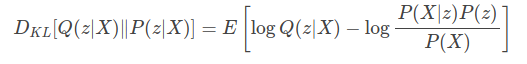 $D_{KL}[Q(z|X)\|P(z|X)] = E\left[\log Q(z|X) - \log \frac{P(X|z)P(z)}{P(X)}\right]$